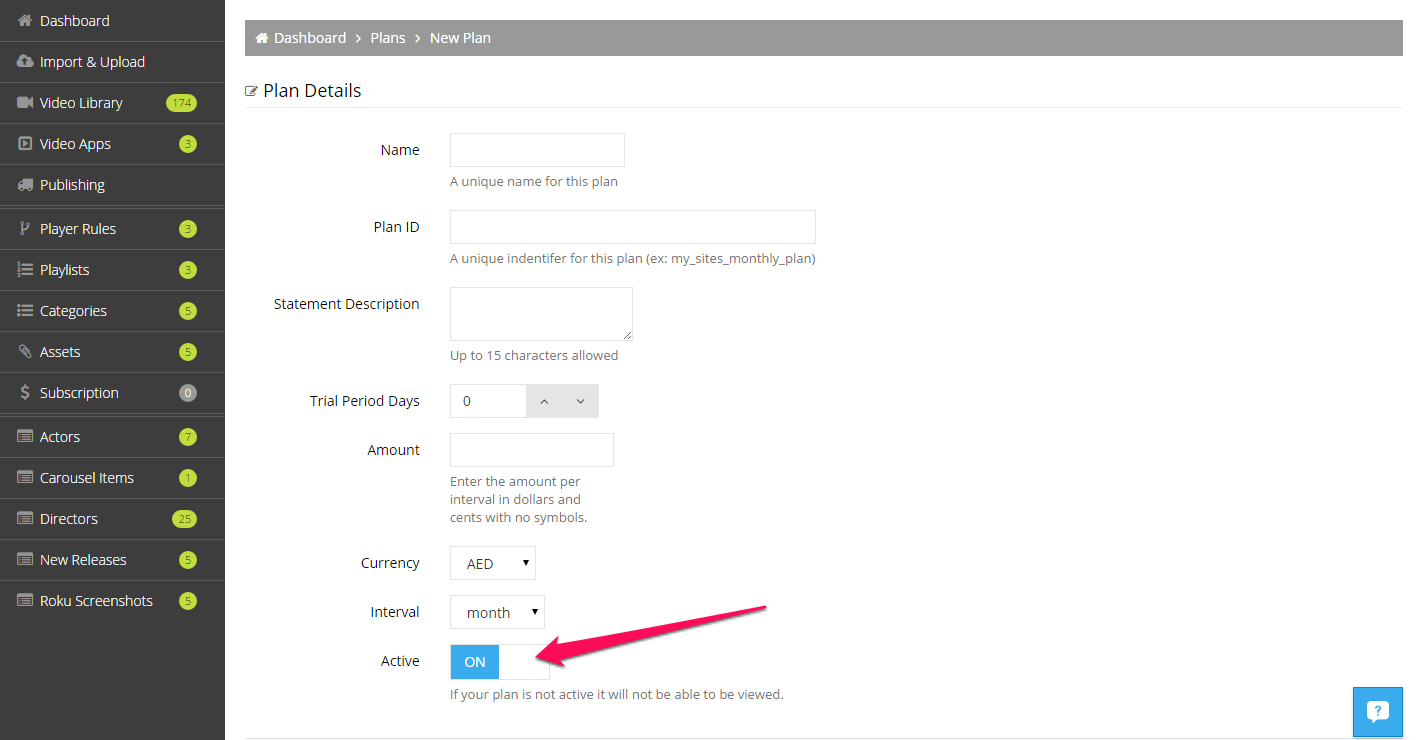 Dashboard
Import & Upload
Video Library 174
Video Apps 3
Publishing
Player Rules 3
Playlists 3
Categories 5
Assets 5
Subscription 0
Actors 7
Carousel Items 1
Directors 25
New Releases 5
Roku Screenshots 5
Dashboard > Plans > New Plan
Plan Details
Name
A unique name for this plan
Plan ID
A unique indentifer for this plan (ex: my_sites_monthly_plan)
Statement Description
Up to 15 characters allowed
Trial Period Days 0
Amount
Enter the amount per
interval in dollars and
cents with no symbols.
Currency AED
Interval month
Active ON
If your plan is not active it will not be able to be viewed.
?